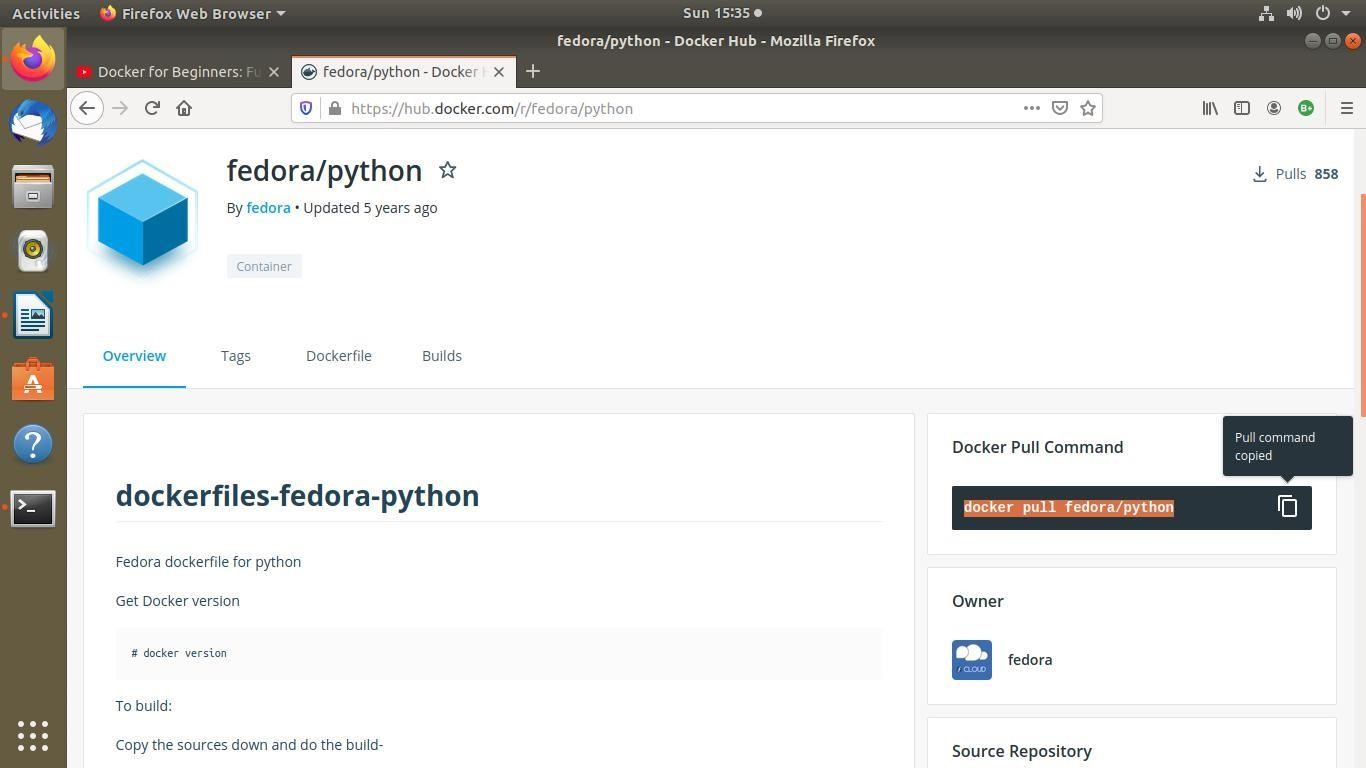 Activities
Firefox Web Browser
Sun 15:35
fedora/python - Docker Hub - Mozilla Firefox
Docker for Beginners: Fu
fedora/python - Docker H
https://hub.docker.com/r/fedora/python
B+
fedora/python
Pulls 858
By fedora • Updated 5 years ago
Container
Overview
Tags
Dockerfile
Builds
dockerfiles-fedora-python
Fedora dockerfile for python
Get Docker version
# docker version
To build:
Copy the sources down and do the build-
Docker Pull Command
Pull command
copied
docker pull fedora/python
Owner
CLOUD
fedora
Source Repository